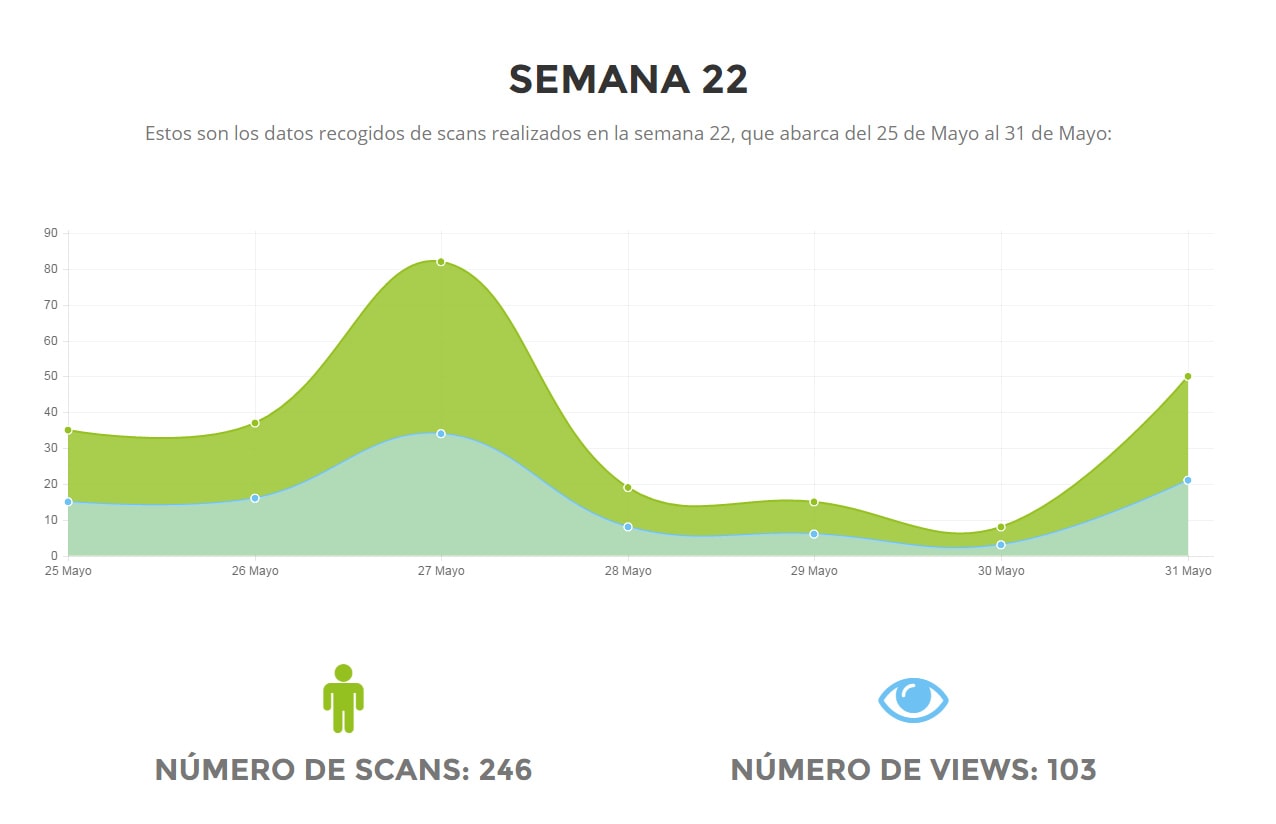 SEMANA 22
Estos son los datos recogidos de scans realizados en la semana 22, que abarca del 25 de Mayo al 31 de Mayo:
90
80
70
60
50
40
30
20
10
0
25 Mayo 26 Mayo 27 Mayo 28 Mayo 29 Mayo 30 Mayo 31 Mayo
NÚMERO DE SCANS: 246
NÚMERO DE VIEWS: 103